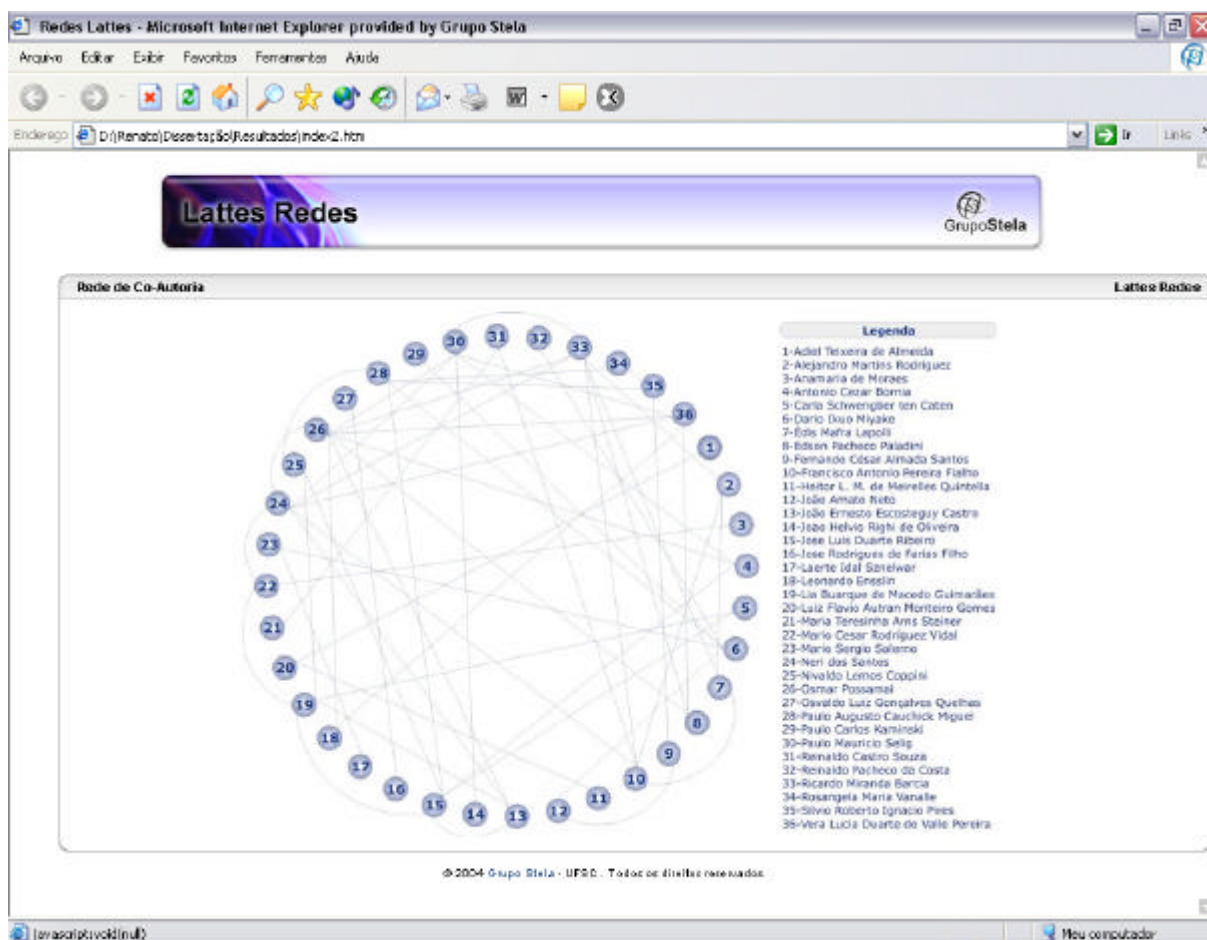 Redes Lattes - Microsoft Internet Explorer provided by Grupo Stela
Arquivo Editar Exibir Favoritos Ferramentas Ajuda
Endereço D:\Renato\Dissertação\Resultados\index2.htm Ir Links
Lattes Redes
GrupoStela
Rede de Co-Autoria Lattes Redes
30 31 32 33 34 35 36 1 2 3 4 5 6 7 8 9 10 11 12 13 14 15 16 17 18 19 20 21 22 23 24 25 26 27 28 29
Legenda
1-Adiel Teixeira de Almeida
2-Alejandro Martins Rodriguez
3-Anamaria de Moraes
4-Antonio Cezar Bornia
5-Carla Schwengber ten Caten
6-Dario Ikuo Miyake
7-Édis Mafra Lapolli
8-Edson Pacheco Paladini
9-Fernando César Almada Santos
10-Francisco Antonio Pereira Fialho
11-Heitor L. M. de Meirelles Quintella
12-João Amato Neto
13-João Ernesto Escosteguy Castro
14-Joao Helvio Righi de Oliveira
15-Jose Luis Duarte Ribeiro
16-Jose Rodrigues de Farias Filho
17-Laerte Idal Sznelwar
18-Leonardo Ensslin
19-Lia Buarque de Macedo Guimarães
20-Luiz Flavio Autran Monteiro Gomes
21-Maria Teresinha Arns Steiner
22-Mario Cesar Rodriguez Vidal
23-Mario Sergio Salerno
24-Neri dos Santos
25-Nivaldo Lemos Coppini
26-Osmar Possamai
27-Osvaldo Luiz Gonçalves Quelhas
28-Paulo Augusto Cauchick Miguel
29-Paulo Carlos Kaminski
30-Paulo Mauricio Selig
31-Reinaldo Castro Souza
32-Reinaldo Pacheco da Costa
33-Ricardo Miranda Barcia
34-Rosangela Maria Vanalle
35-Silvio Roberto Ignacio Pires
36-Vera Lucia Duarte do Valle Pereira
© 2004 Grupo Stela - UFSC. Todos os direitos reservados
javascript:void(null) Meu computador